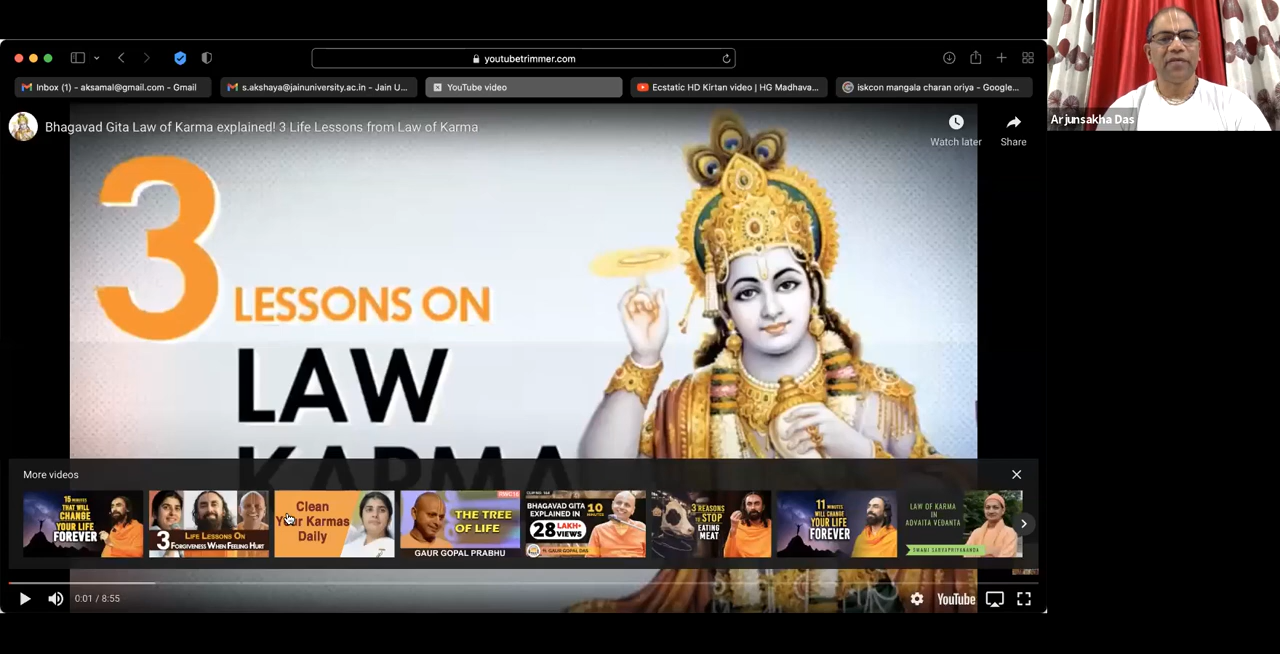 youtubetrimmer.com
Inbox (1) - aksamal@gmail.com - Gmail
s.akshaya@jainuniversity.ac.in - Jain U...
YouTube video
Ecstatic HD Kirtan video | HG Madhava...
iskcon mangala charan oriya - Google...
Arjunsakha Das
Bhagavad Gita Law of Karma explained! 3 Life Lessons from Law of Karma
Watch later
Share
3
LESSONS ON
LAW
KARMA
More videos
15 MINUTES
THAT WILL
CHANGE
YOUR LIFE
FOREVER
3 LIFE LESSONS ON
FORGIVENESS WHEN FEELING HURT
Clean
Your Karmas
Daily
THE TREE
OF LIFE
GAUR GOPAL PRABHU
BHAGAVAD GITA
EXPLAINED IN
10
MINUTES
28 LAKH+
VIEWS
GAUR GOPAL DAS
3 REASONS
TO STOP
EATING
MEAT
11 MINUTES
WILL CHANGE
YOUR LIFE
FOREVER
LAW OF KARMA
IN
ADVAITA VEDANTA
SWAMI SARVAPRIYANANDA
0:01 / 8:55
YouTube